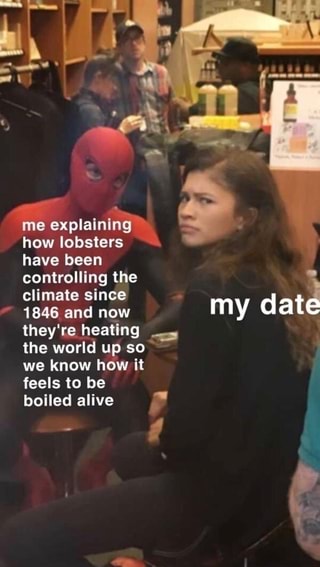 me explaining
how lobsters
have been
controlling the
climate since
1846 and now
they're heating
the world up so
we know how it
feels to be
boiled alive
my date